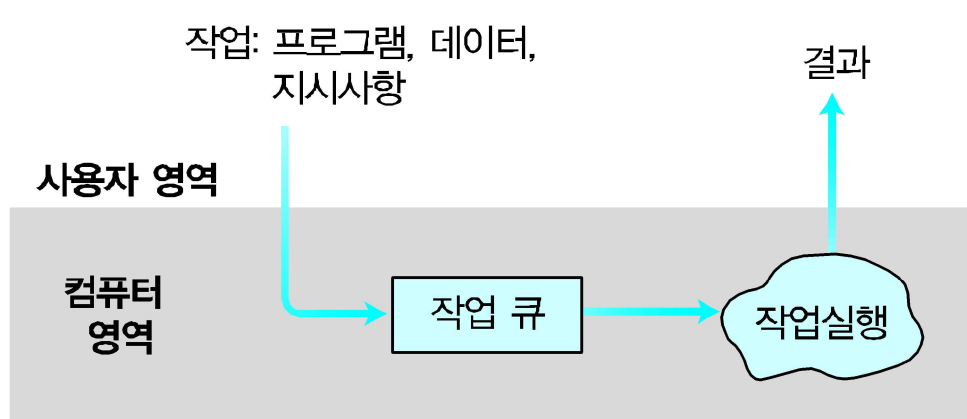 작업: 프로그램, 데이터,
지시사항
결과
사용자 영역
컴퓨터
영역
작업 큐
작업실행